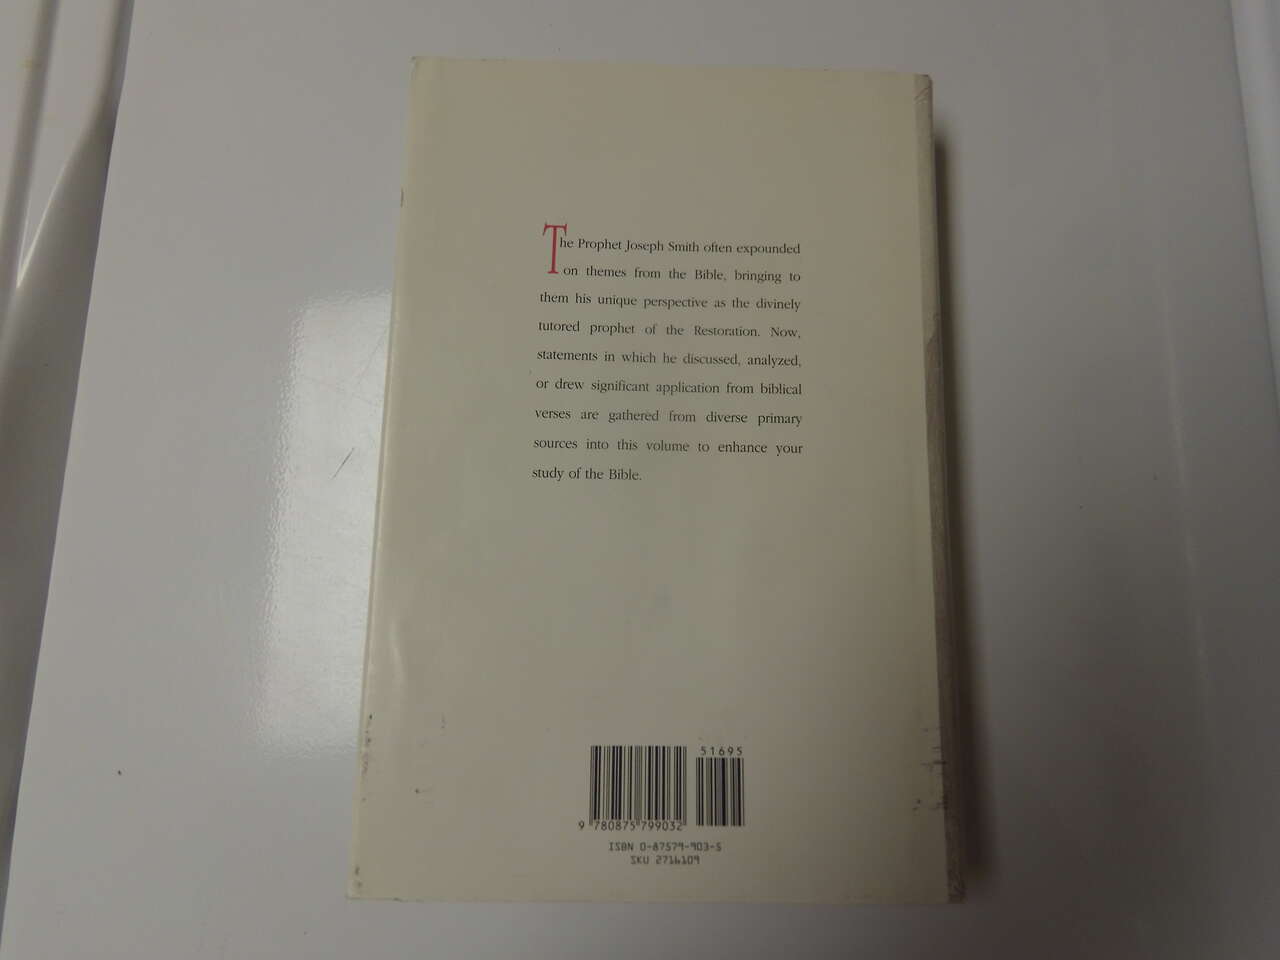 The Prophet Joseph Smith often expounded
on themes from the Bible, bringing to
them his unique perspective as the divinely
tutored prophet of the Restoration. Now,
statements in which he discussed, analyzed,
or drew significant application from biblical
verses are gathered from diverse primary
sources into this volume to enhance your
study of the Bible.
51695
9 780875 799032
ISBN 0-87579-903-5
SKU 2716109